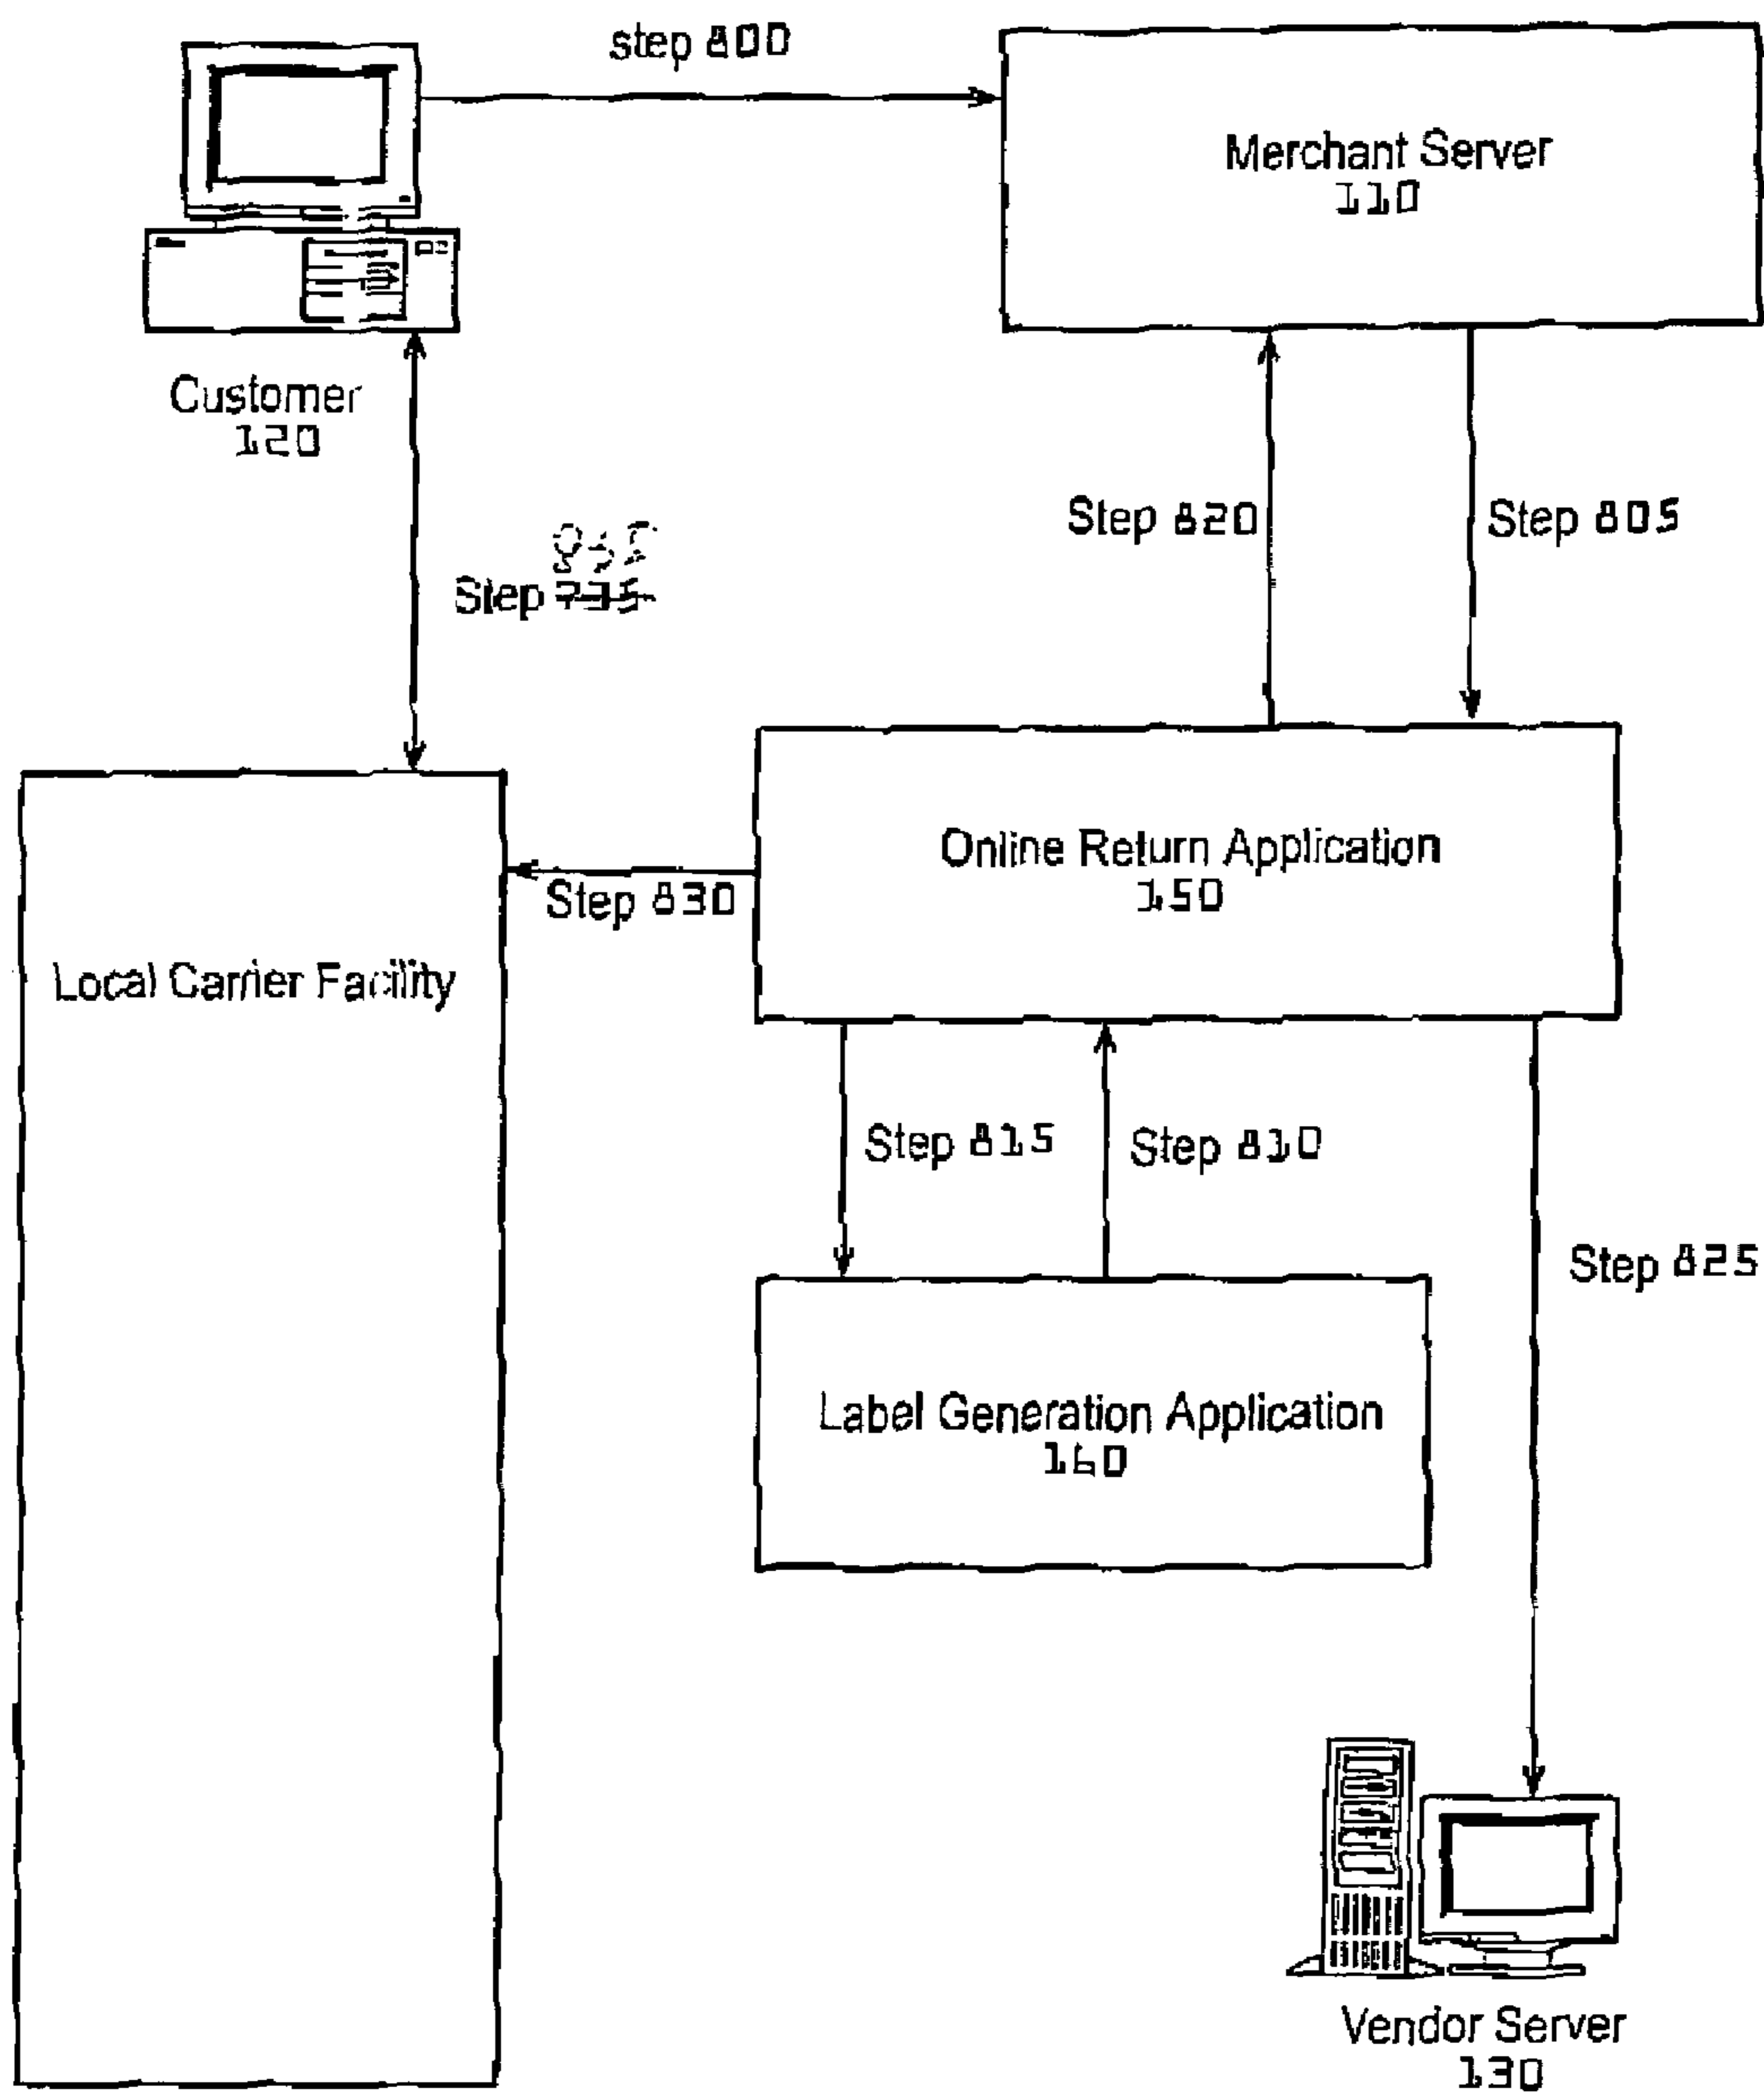 step 800
Merchant Server
110
Customer
120
Step 820
Step 805
Step 735
Online Return Application
150
Step 830
Local Carrier Facility
Step 815
Step 810
Step 825
Label Generation Application
160
Vendor Server
130